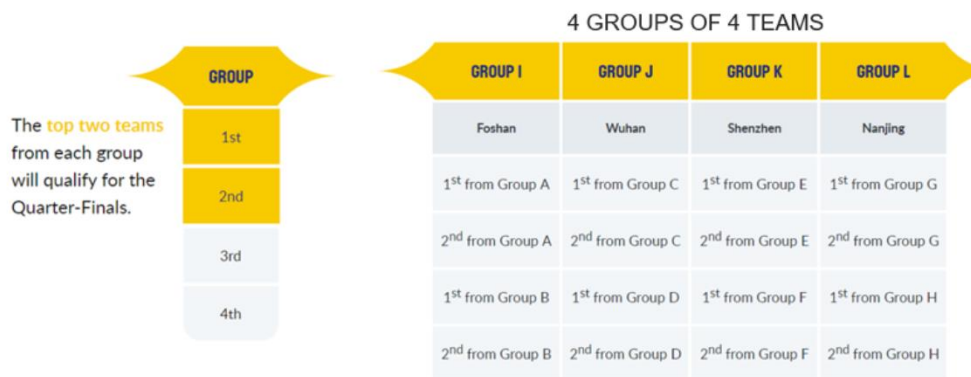 4 GROUPS OF 4 TEAMS
GROUP
GROUP I GROUP J GROUP K GROUP L
The top two teams
from each group
will qualify for the
Quarter-Finals.
1st
2nd
3rd
4th
Foshan Wuhan Shenzhen Nanjing
1st from Group A 1st from Group C 1st from Group E 1st from Group G
2nd from Group A 2nd from Group C 2nd from Group E 2nd from Group G
1st from Group B 1st from Group D 1st from Group F 1st from Group H
2nd from Group B 2nd from Group D 2nd from Group F 2nd from Group H